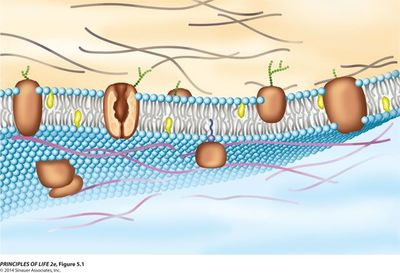 PRINCIPLES OF LIFE 2e, Figure 5.1
© 2014 Sinauer Associates, Inc.